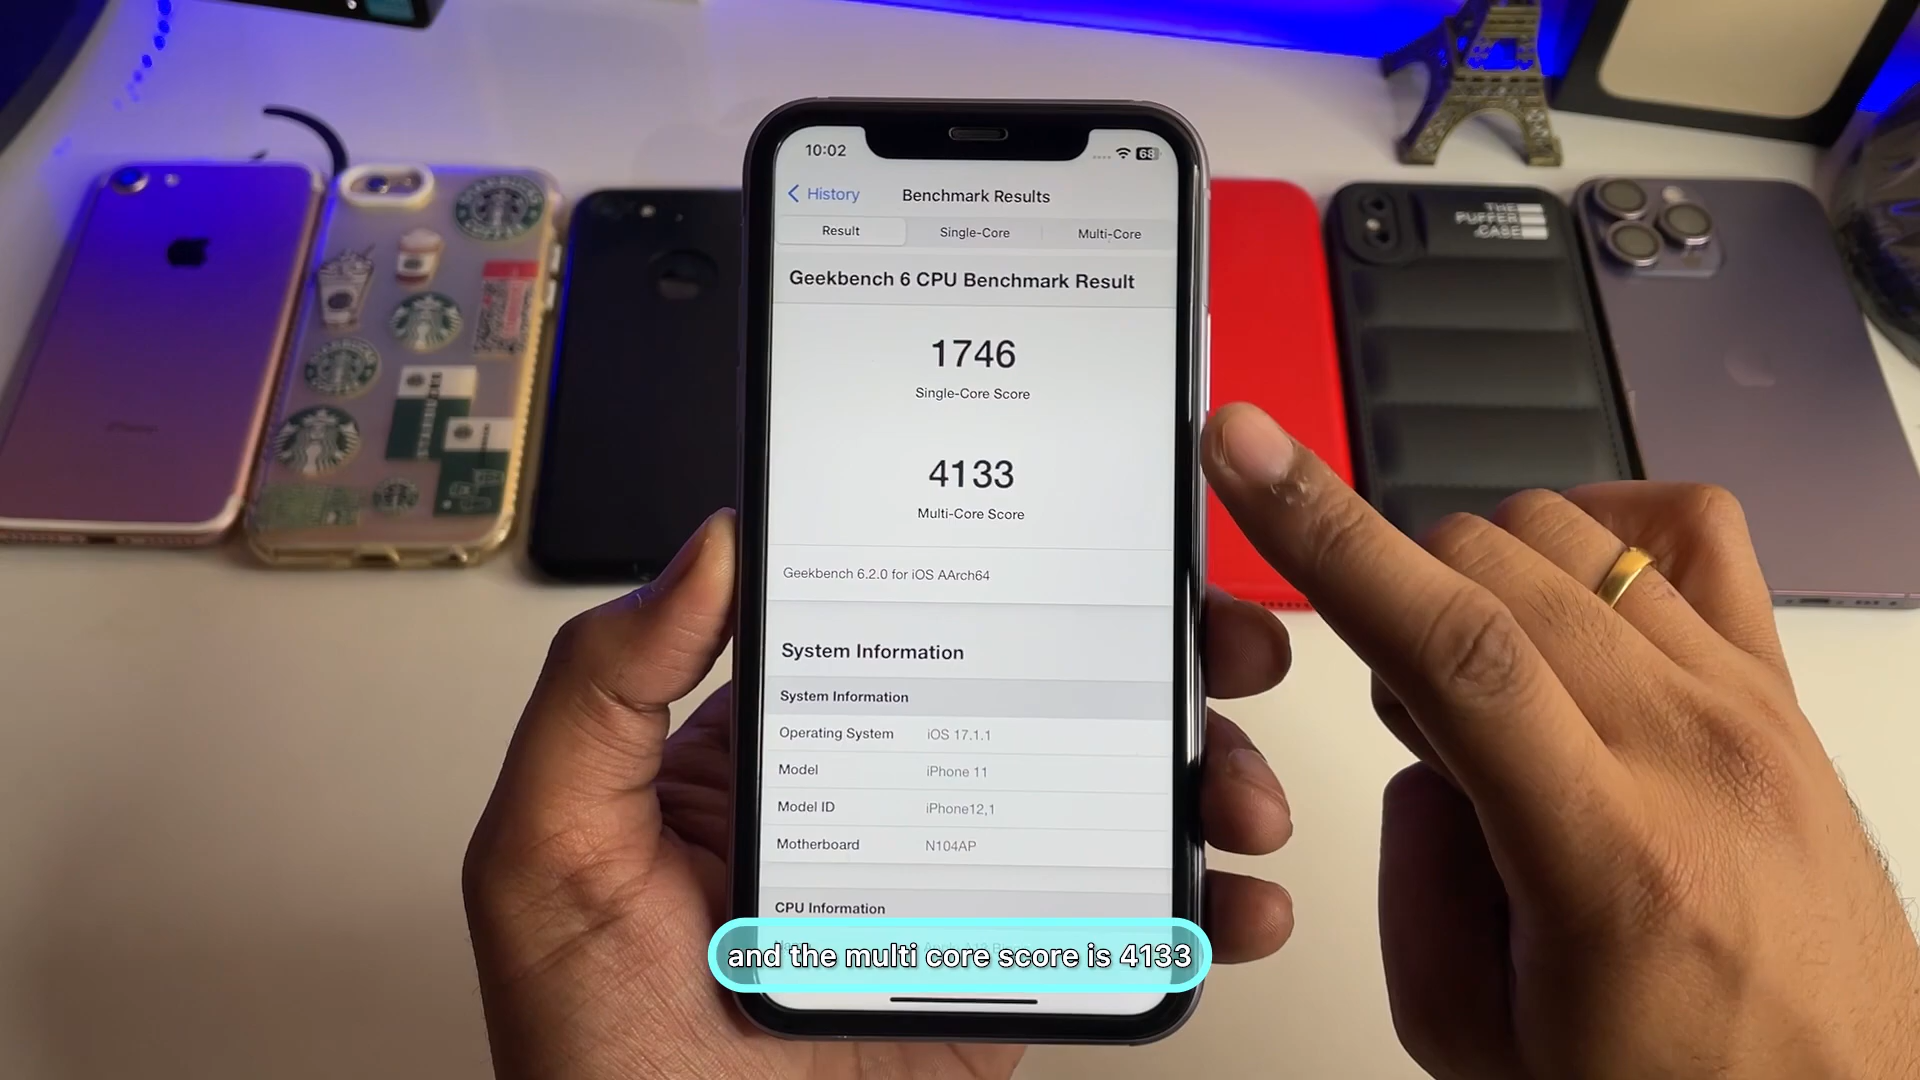 10:02
68
History
Benchmark Results
Result
Single-Core
Multi-Core
Geekbench 6 CPU Benchmark Result
1746
Single-Core Score
4133
Multi-Core Score
Geekbench 6.2.0 for iOS AArch64
System Information
System Information
Operating System iOS 17.1.1
Model iPhone 11
Model ID iPhone12,1
Motherboard N104AP
CPU Information
and the multi core score is 4133
THE
PUFFER
CASE
iPhone